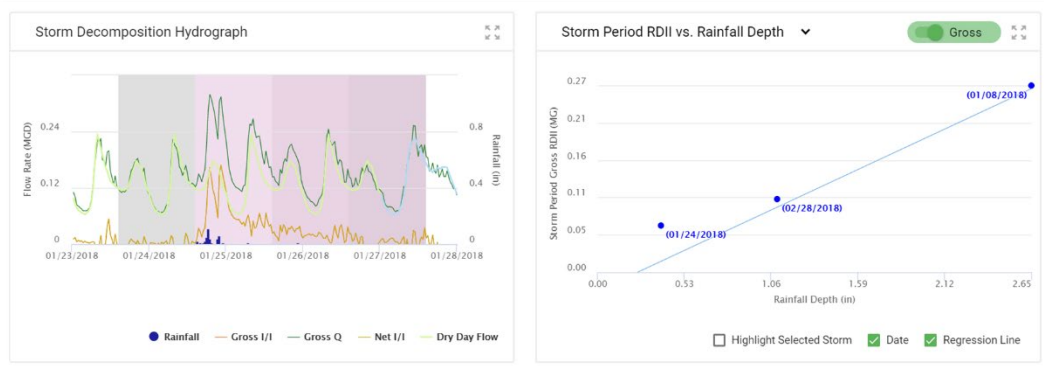 Storm Decomposition Hydrograph
Flow Rate (MGD)
0.24
0.12
0
0.8
0.4
0
Rainfall (in)
01/23/2018 01/24/2018 01/25/2018 01/26/2018 01/27/2018 01/28/2018
Rainfall Gross I/I Gross Q Net I/I Dry Day Flow
Storm Period RDII vs. Rainfall Depth Gross
Storm Period Gross RDII (MG)
0.27
0.21
0.16
0.11
0.05
0.00
(01/08/2018)
(02/28/2018)
(01/24/2018)
0.00 0.53 1.06 1.59 2.12 2.65
Rainfall Depth (in)
Highlight Selected Storm Date Regression Line